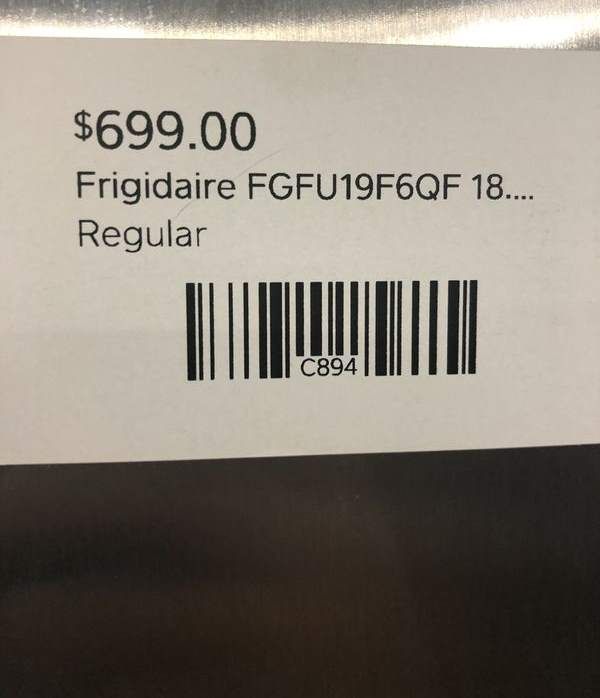 $699.00
Frigidaire FGFU19F6QF 18....
Regular
C894